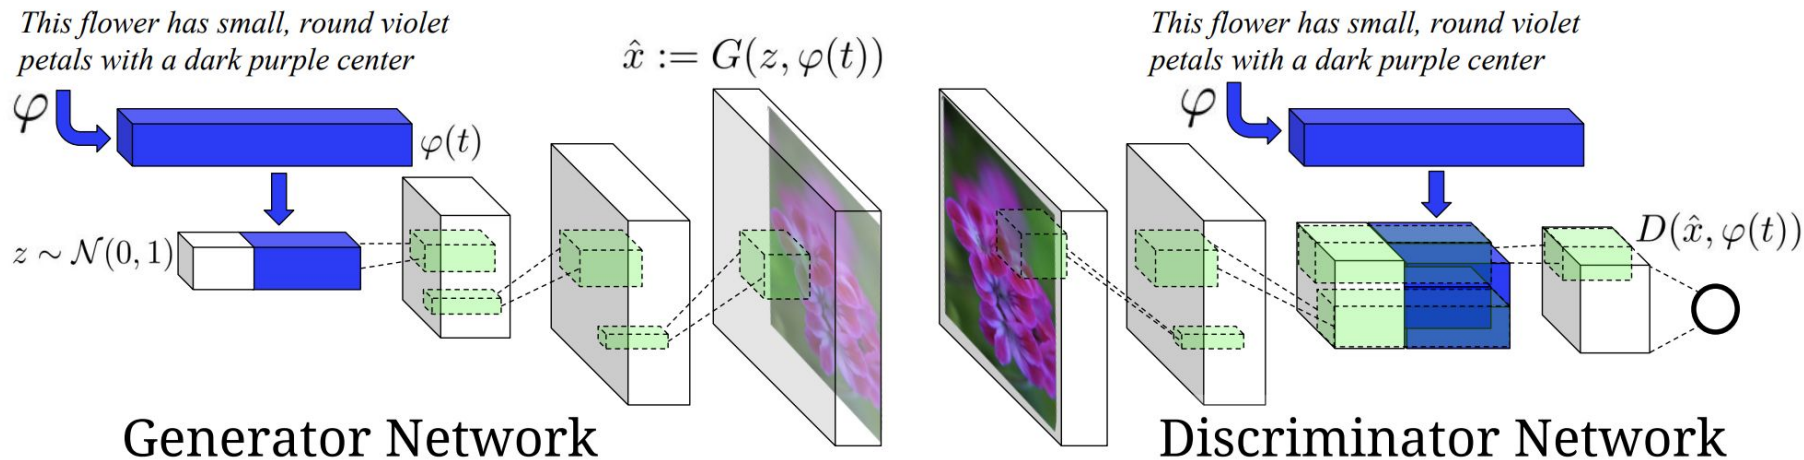 This flower has small, round violet
petals with a dark purple center
φ
φ(t)
z ∼ 𝒩(0, 1)
x̂ := G(z, φ(t))
Generator Network
This flower has small, round violet
petals with a dark purple center
φ
D(x̂, φ(t))
Discriminator Network